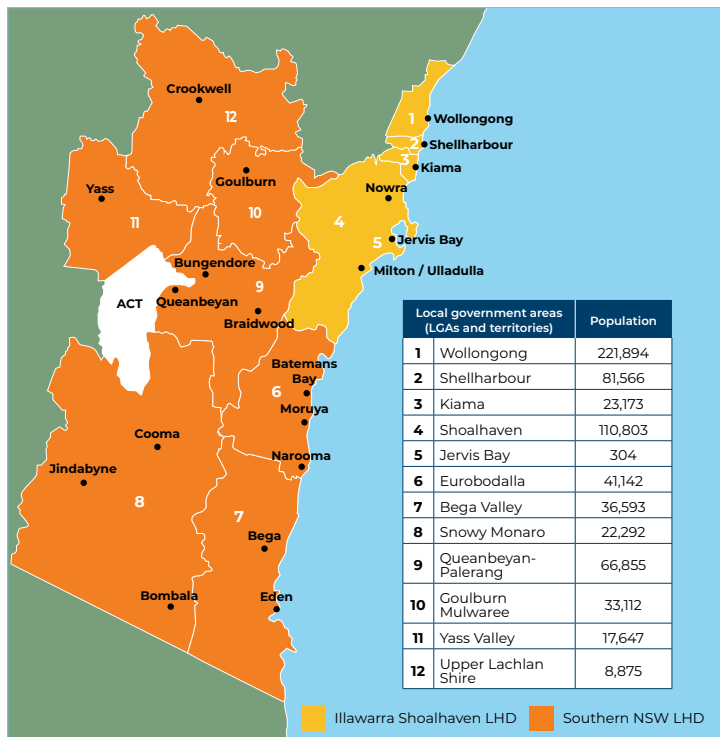 Crookwell
12
1
Wollongong
2
Shellharbour
3
Kiama
Goulburn
10
Yass
11
Nowra
4
5
Jervis Bay
Milton / Ulladulla
Bungendore
9
ACT
Queanbeyan
Braidwood
Batemans
Bay
6
Moruya
Cooma
Narooma
Jindabyne
8
7
Bega
Bombala
Eden
Local government areas
(LGAs and territories)
Population
1 Wollongong 221,894
2 Shellharbour 81,566
3 Kiama 23,173
4 Shoalhaven 110,803
5 Jervis Bay 304
6 Eurobodalla 41,142
7 Bega Valley 36,593
8 Snowy Monaro 22,292
9 Queanbeyan-
Palerang 66,855
10 Goulburn
Mulwaree 33,112
11 Yass Valley 17,647
12 Upper Lachlan
Shire 8,875
Illawarra Shoalhaven LHD
Southern NSW LHD